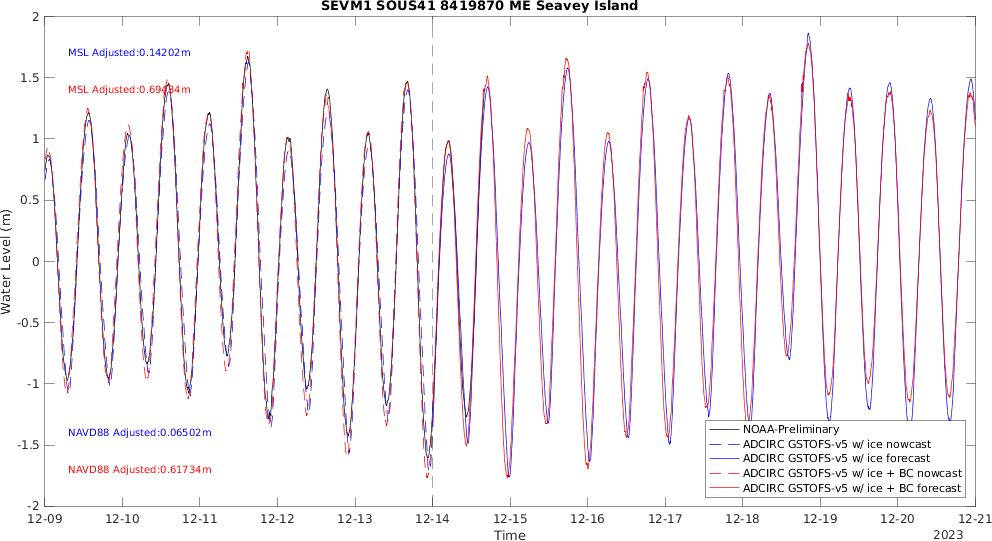 SEVM1 SOUS41 8419870 ME Seavey Island
MSL Adjusted:0.14202m
MSL Adjusted:0.69434m
NAVD88 Adjusted:0.06502m
NAVD88 Adjusted:0.61734m
Water Level (m)
2
1.5
1
0.5
0
-0.5
-1
-1.5
-2
NOAA-Preliminary
ADCIRC GSTOFS-v5 w/ ice nowcast
ADCIRC GSTOFS-v5 w/ ice forecast
ADCIRC GSTOFS-v5 w/ ice + BC nowcast
ADCIRC GSTOFS-v5 w/ ice + BC forecast
12-09 12-10 12-11 12-12 12-13 12-14 12-15 12-16 12-17 12-18 12-19 12-20 12-21
Time
2023